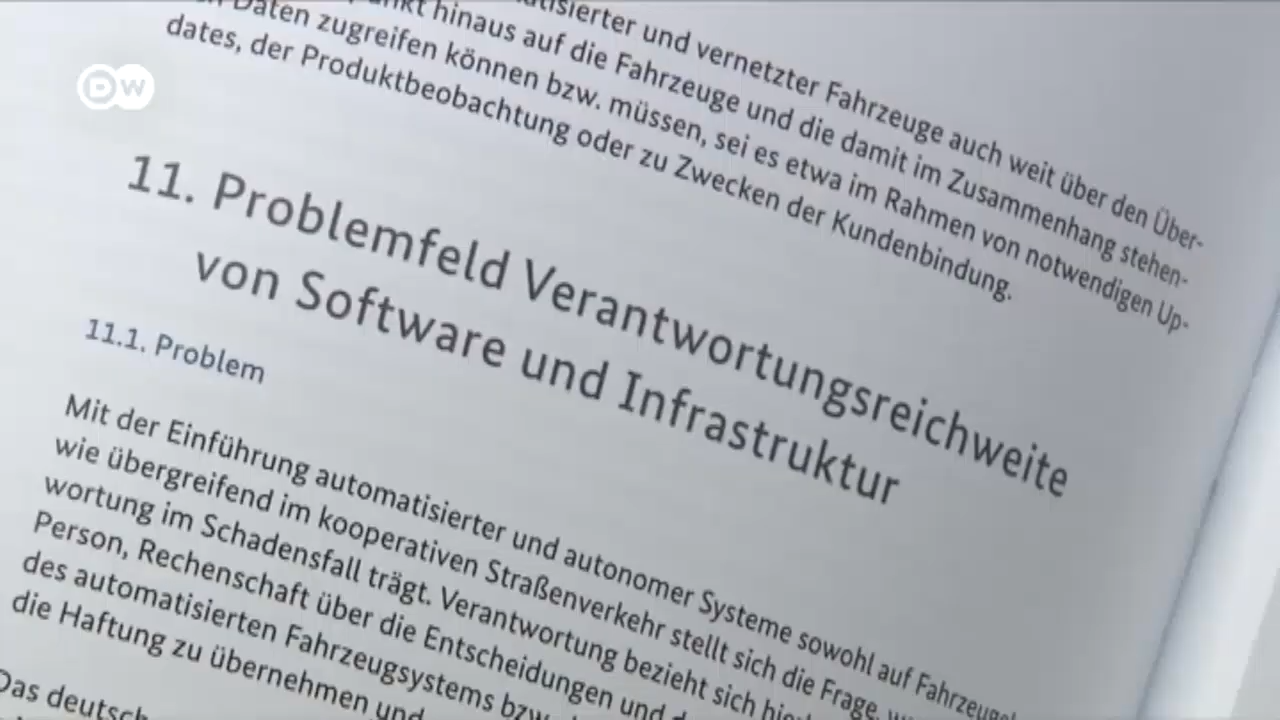 DW
und vernetzter Fahrzeuge auch weit über den Über-
hinaus auf die Fahrzeuge und die damit im Zusammenhang stehen-
Daten zugreifen können bzw. müssen, sei es etwa im Rahmen von notwendigen Up-
dates, der Produktbeobachtung oder zu Zwecken der Kundenbindung.
11. Problemfeld Verantwortungsreichweite
von Software und Infrastruktur
11.1. Problem
Mit der Einführung automatisierter und autonomer Systeme sowohl auf
wie übergreifend im kooperativen Straßenverkehr stellt sich die Frage,
wortung im Schadensfall trägt. Verantwortung bezieht sich
Person, Rechenschaft über die Entscheidungen und
des automatisierten Fahrzeugsystems bzw.
die Haftung zu übernehmen und
Das